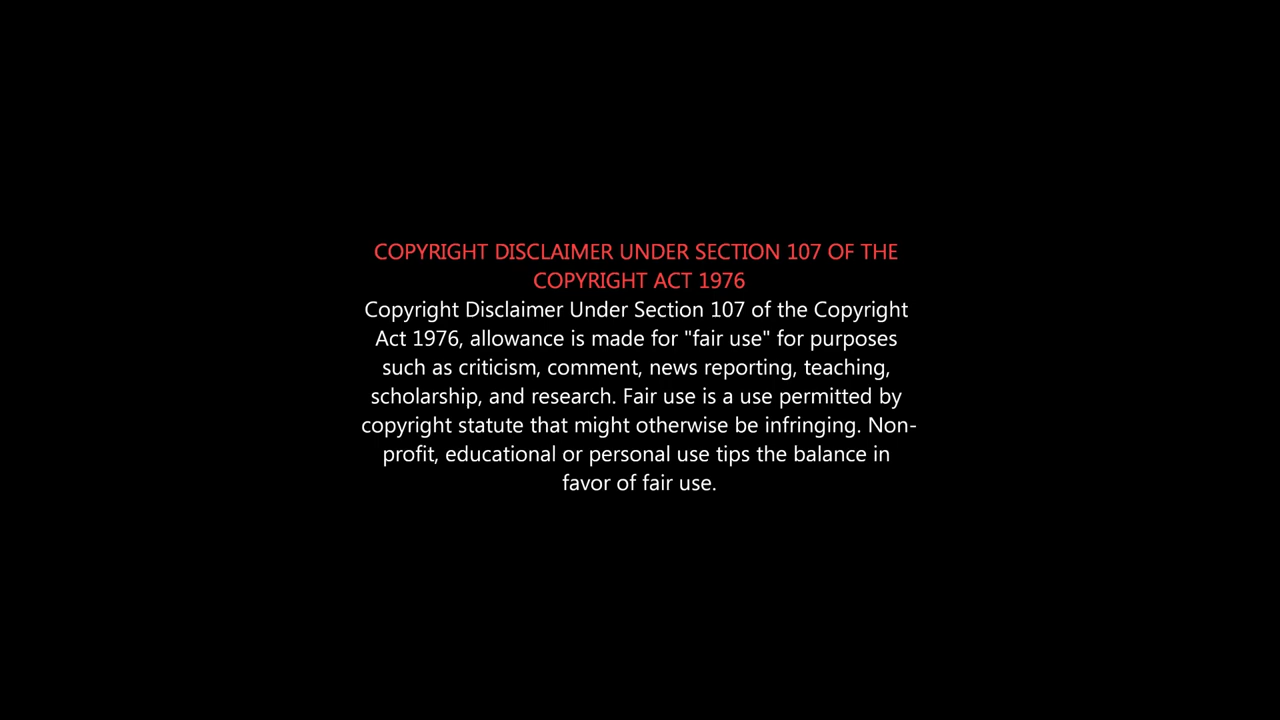 COPYRIGHT DISCLAIMER UNDER SECTION 107 OF THE
COPYRIGHT ACT 1976
Copyright Disclaimer Under Section 107 of the Copyright
Act 1976, allowance is made for "fair use" for purposes
such as criticism, comment, news reporting, teaching,
scholarship, and research. Fair use is a use permitted by
copyright statute that might otherwise be infringing. Non-
profit, educational or personal use tips the balance in
favor of fair use.